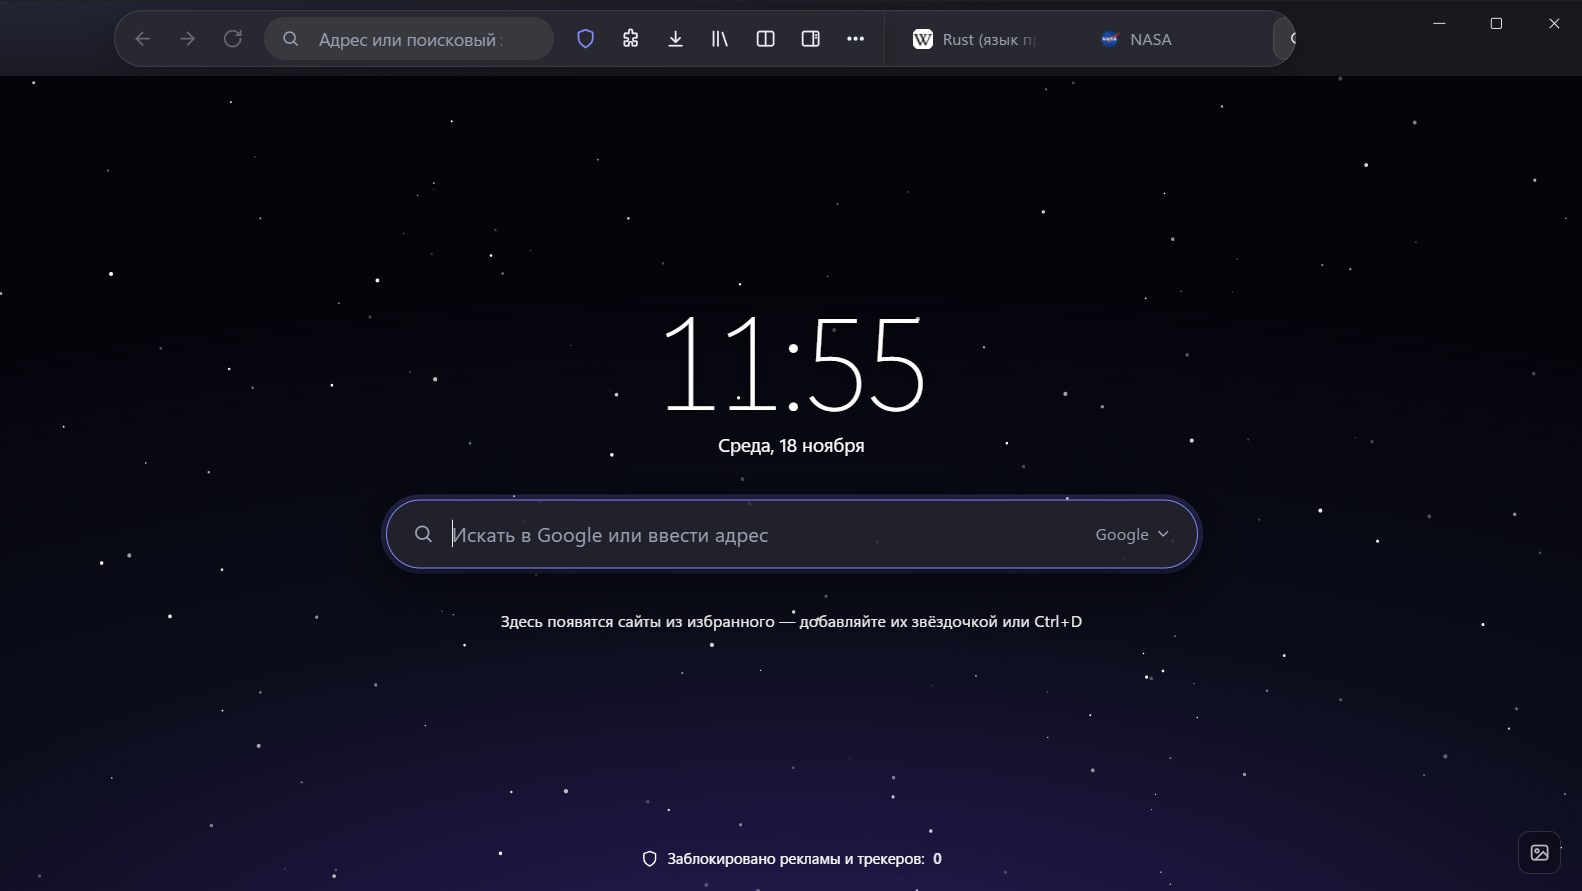 Адрес или поисковый
Rust (язык пр
NASA
11:55
Среда, 18 ноября
Искать в Google или ввести адрес
Google
Здесь появятся сайты из избранного — добавляйте их звёздочкой или Ctrl+D
Заблокировано рекламы и трекеров: 0